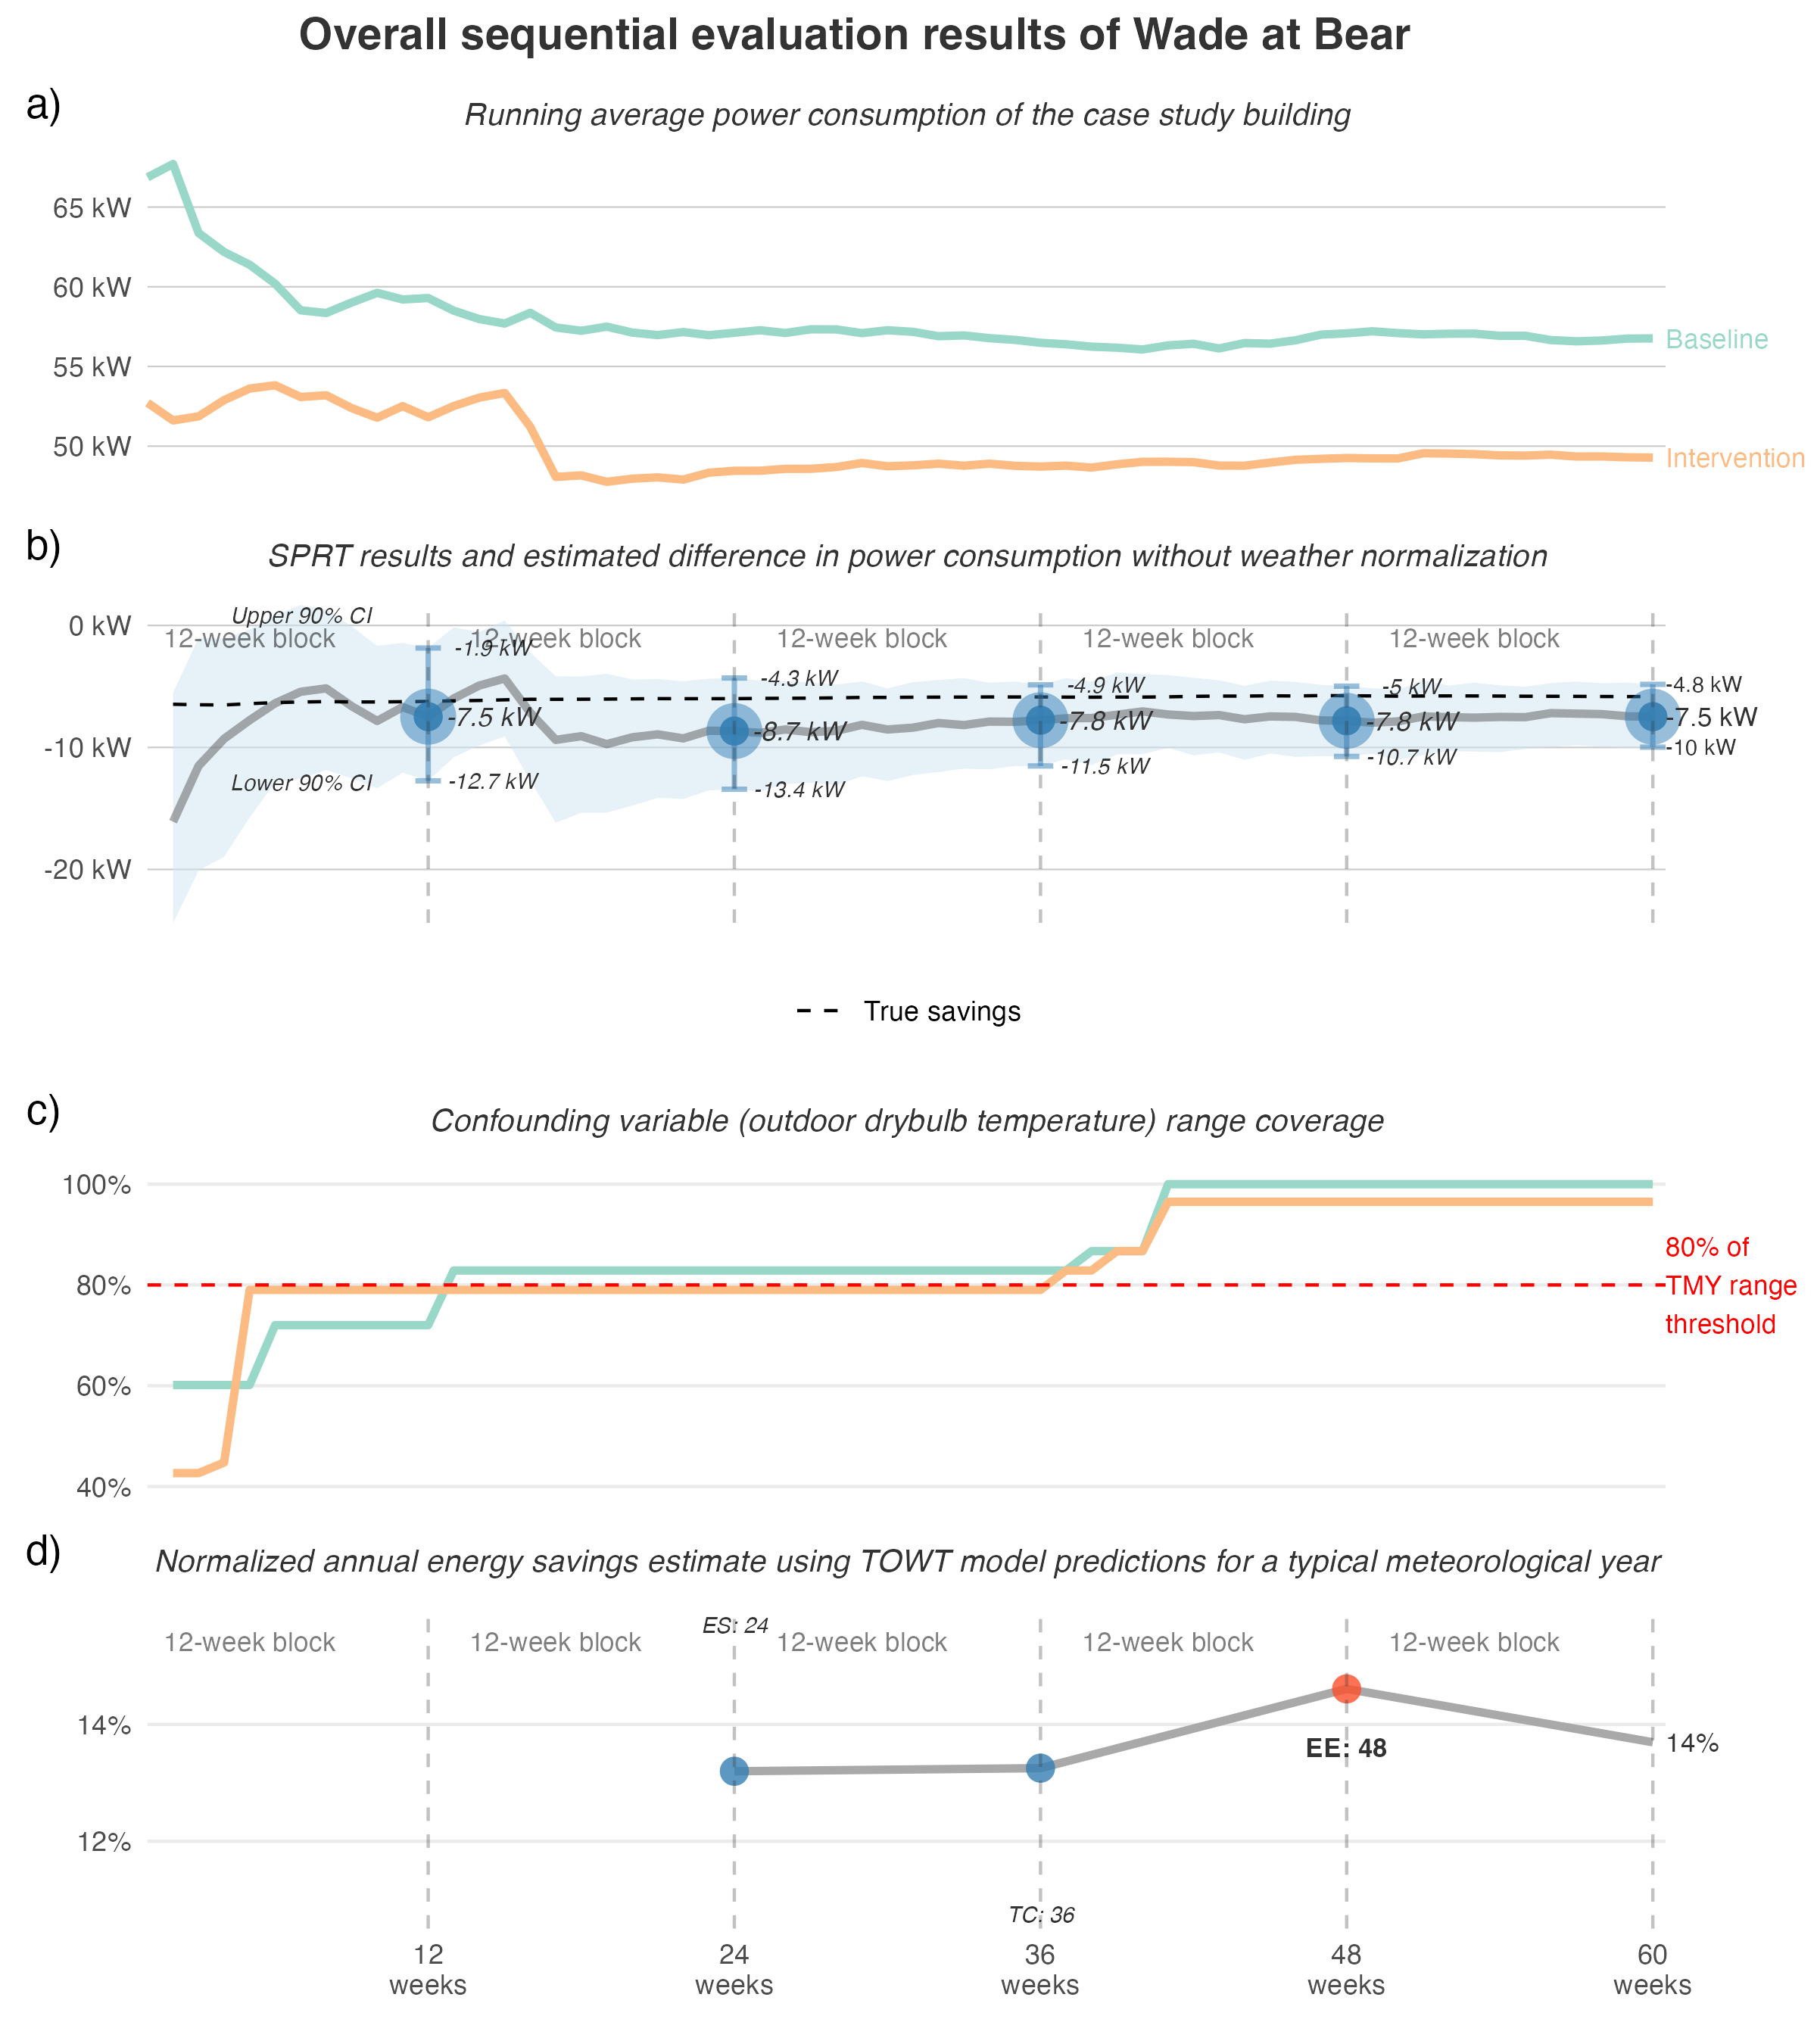 Overall sequential evaluation results of Wade at Bear
a)
Running average power consumption of the case study building
65 kW
60 kW
55 kW
50 kW
Baseline
Intervention
b)
SPRT results and estimated difference in power consumption without weather normalization
Upper 90% CI
0 kW
12-week block
12-week block
12-week block
12-week block
12-week block
-1.9 kW
-4.3 kW
-4.9 kW
-5 kW
-4.8 kW
-7.5 kW
-8.7 kW
-7.8 kW
-7.8 kW
-7.5 kW
-10 kW
Lower 90% CI
-12.7 kW
-13.4 kW
-11.5 kW
-10.7 kW
-10 kW
-20 kW
True savings
c)
Confounding variable (outdoor drybulb temperature) range coverage
100%
80%
60%
40%
80% of
TMY range
threshold
d)
Normalized annual energy savings estimate using TOWT model predictions for a typical meteorological year
ES: 24
12-week block
12-week block
12-week block
12-week block
12-week block
14%
12%
EE: 48
14%
TC: 36
12
weeks
24
weeks
36
weeks
48
weeks
60
weeks